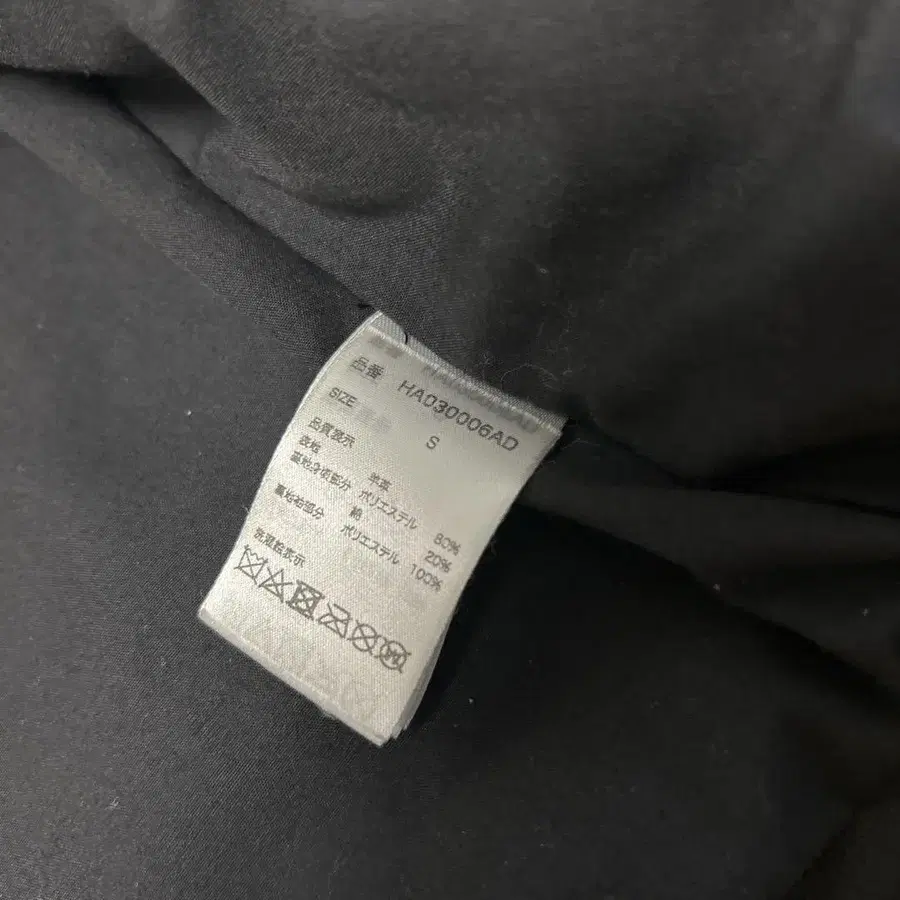 品番 HA030006AD
SIZE S
品質表示
表地 羊革
裏地身頃部分 ポリエステル 80%
綿 20%
裏地袖部分 ポリエステル 100%
洗濯絵表示